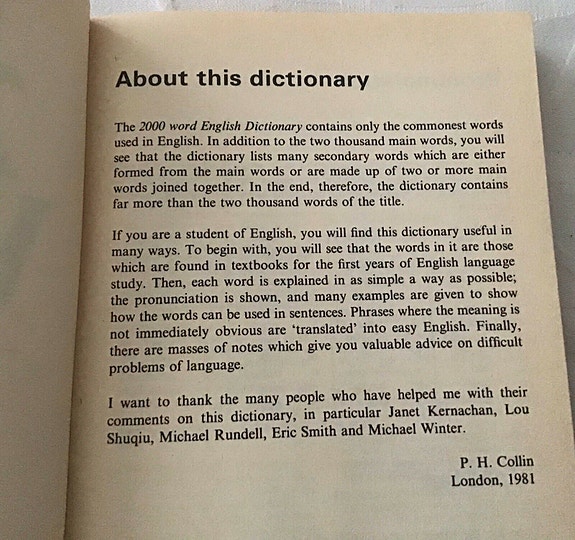 About this dictionary
The 2000 word English Dictionary contains only the commonest words
used in English. In addition to the two thousand main words, you will
see that the dictionary lists many secondary words which are either
formed from the main words or are made up of two or more main
words joined together. In the end, therefore, the dictionary contains
far more than the two thousand words of the title.
If you are a student of English, you will find this dictionary useful in
many ways. To begin with, you will see that the words in it are those
which are found in textbooks for the first years of English language
study. Then, each word is explained in as simple a way as possible;
the pronunciation is shown, and many examples are given to show
how the words can be used in sentences. Phrases where the meaning is
not immediately obvious are ‘translated’ into easy English. Finally,
there are masses of notes which give you valuable advice on difficult
problems of language.
I want to thank the many people who have helped me with their
comments on this dictionary, in particular Janet Kernachan, Lou
Shuqiu, Michael Rundell, Eric Smith and Michael Winter.
P. H. Collin
London, 1981